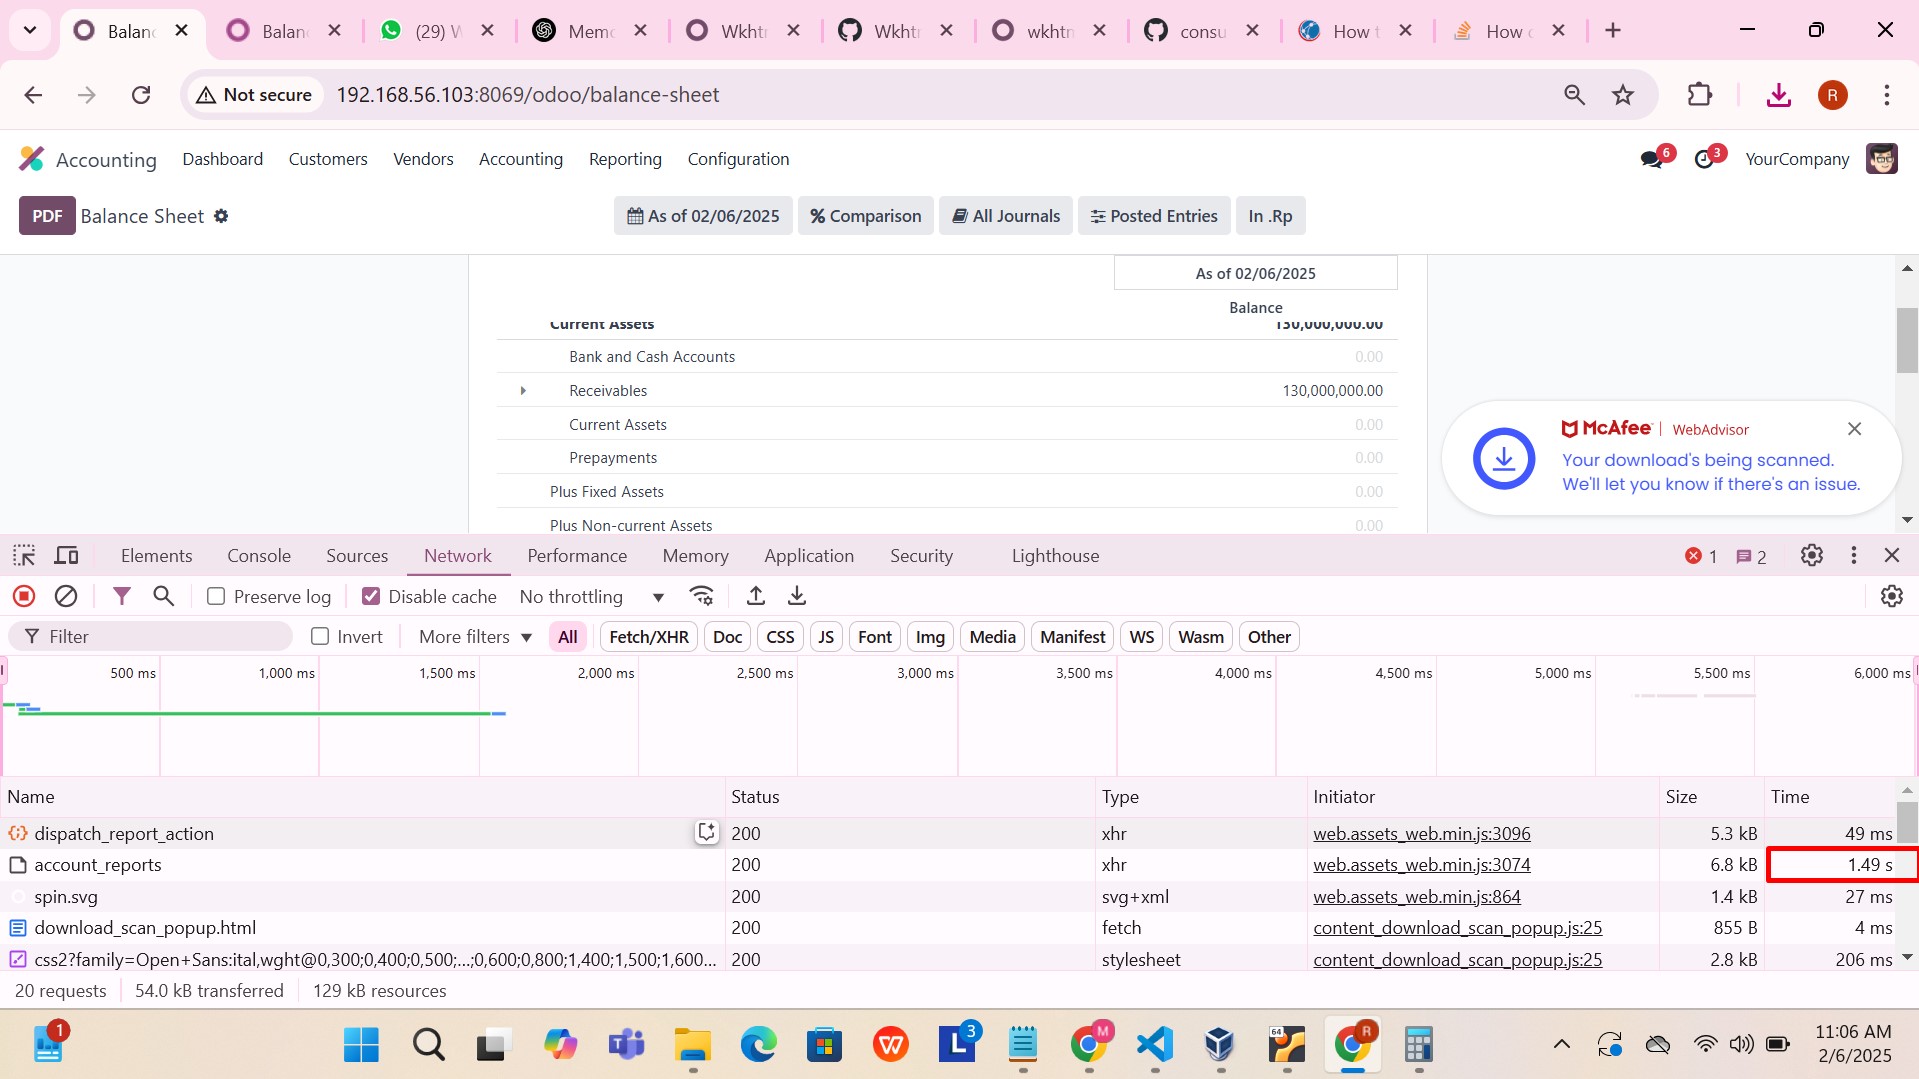 Balanc
Balanc
(29) W
Memo
Wkhtr
Wkhtr
wkhtm
consu
How t
How c
Not secure
192.168.56.103:8069/odoo/balance-sheet
R
Accounting
Dashboard
Customers
Vendors
Accounting
Reporting
Configuration
6
3
YourCompany
PDF
Balance Sheet
As of 02/06/2025
% Comparison
All Journals
Posted Entries
In .Rp
As of 02/06/2025
Balance
Current Assets 130,000,000.00
Bank and Cash Accounts 0.00
Receivables 130,000,000.00
Current Assets 0.00
Prepayments 0.00
Plus Fixed Assets 0.00
Plus Non-current Assets 0.00
McAfee | WebAdvisor
Your download's being scanned.
We'll let you know if there's an issue.
Elements Console Sources Network Performance Memory Application Security Lighthouse 1 2
Preserve log Disable cache No throttling
Filter Invert More filters All Fetch/XHR Doc CSS JS Font Img Media Manifest WS Wasm Other
500 ms 1,000 ms 1,500 ms 2,000 ms 2,500 ms 3,000 ms 3,500 ms 4,000 ms 4,500 ms 5,000 ms 5,500 ms 6,000 ms
Name Status Type Initiator Size Time
dispatch_report_action 200 xhr web.assets_web.min.js:3096 5.3 kB 49 ms
account_reports 200 xhr web.assets_web.min.js:3074 6.8 kB 1.49 s
spin.svg 200 svg+xml web.assets_web.min.js:864 1.4 kB 27 ms
download_scan_popup.html 200 fetch content_download_scan_popup.js:25 855 B 4 ms
css2?family=Open+Sans:ital,wght@0,300;0,400;0,500;...;0,600;0,800;1,400;1,500;1,600... 200 stylesheet content_download_scan_popup.js:25 2.8 kB 206 ms
20 requests 54.0 kB transferred 129 kB resources
1
3
M
64
R
11:06 AM
2/6/2025